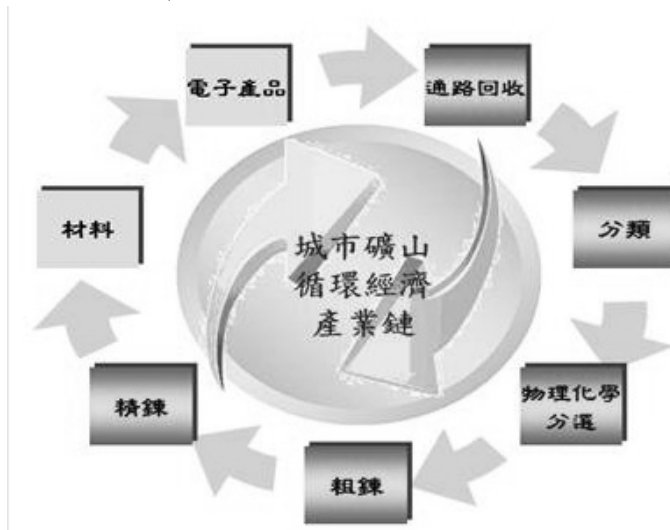 電子產品
通路回收
材料
分類
城市礦山
循環經濟
產業鏈
精鍊
物理化學
分選
粗鍊